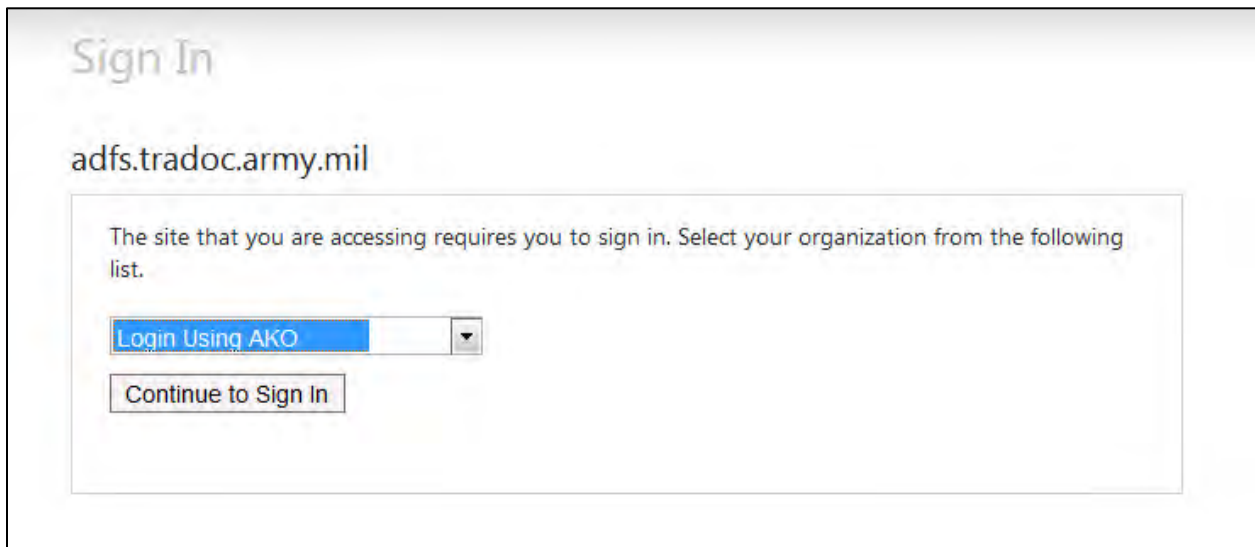 Sign In
adfs.tradoc.army.mil
The site that you are accessing requires you to sign in. Select your organization from the following
list.
Login Using AKO
Continue to Sign In